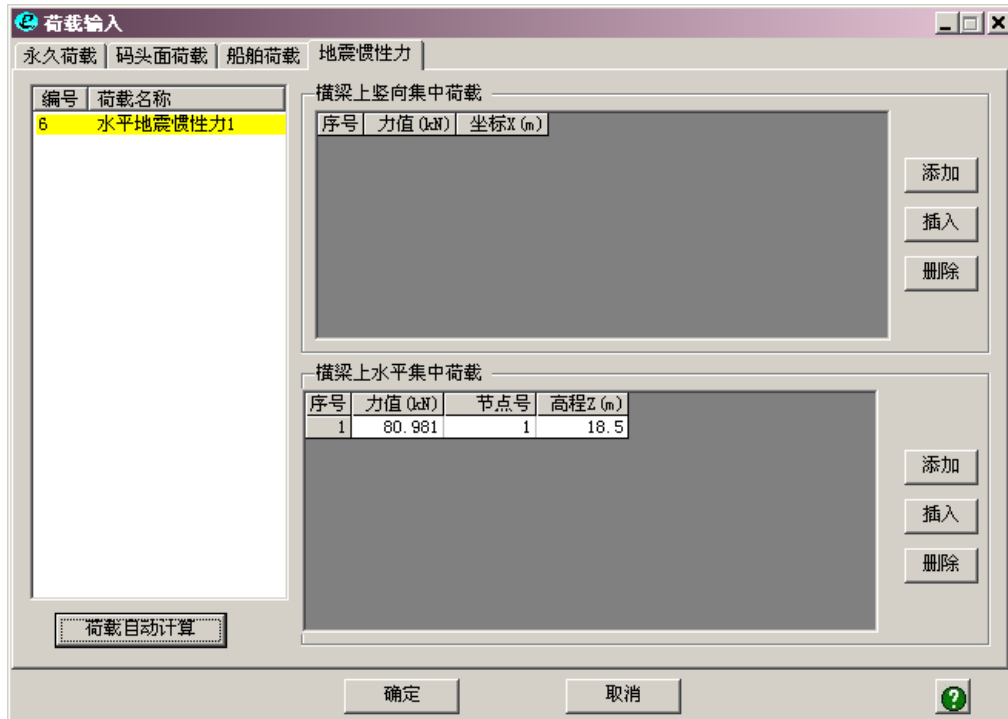 荷载输入
永久荷载 码头面荷载 船舶荷载 地震惯性力
编号 荷载名称
6 水平地震惯性力1
荷载自动计算
横梁上竖向集中荷载
序号 力值(kN) 坐标X(m)
添加
插入
删除
横梁上水平集中荷载
序号 力值(kN) 节点号 高程Z(m)
1 80.981 1 18.5
添加
插入
删除
确定 取消